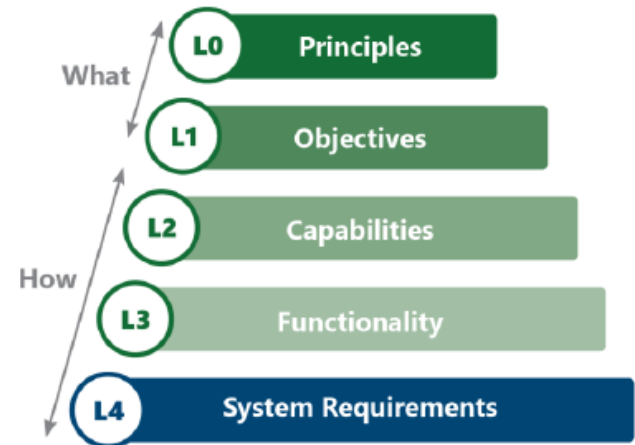 L0 Principles
What
L1 Objectives
L2 Capabilities
How
L3 Functionality
L4 System Requirements